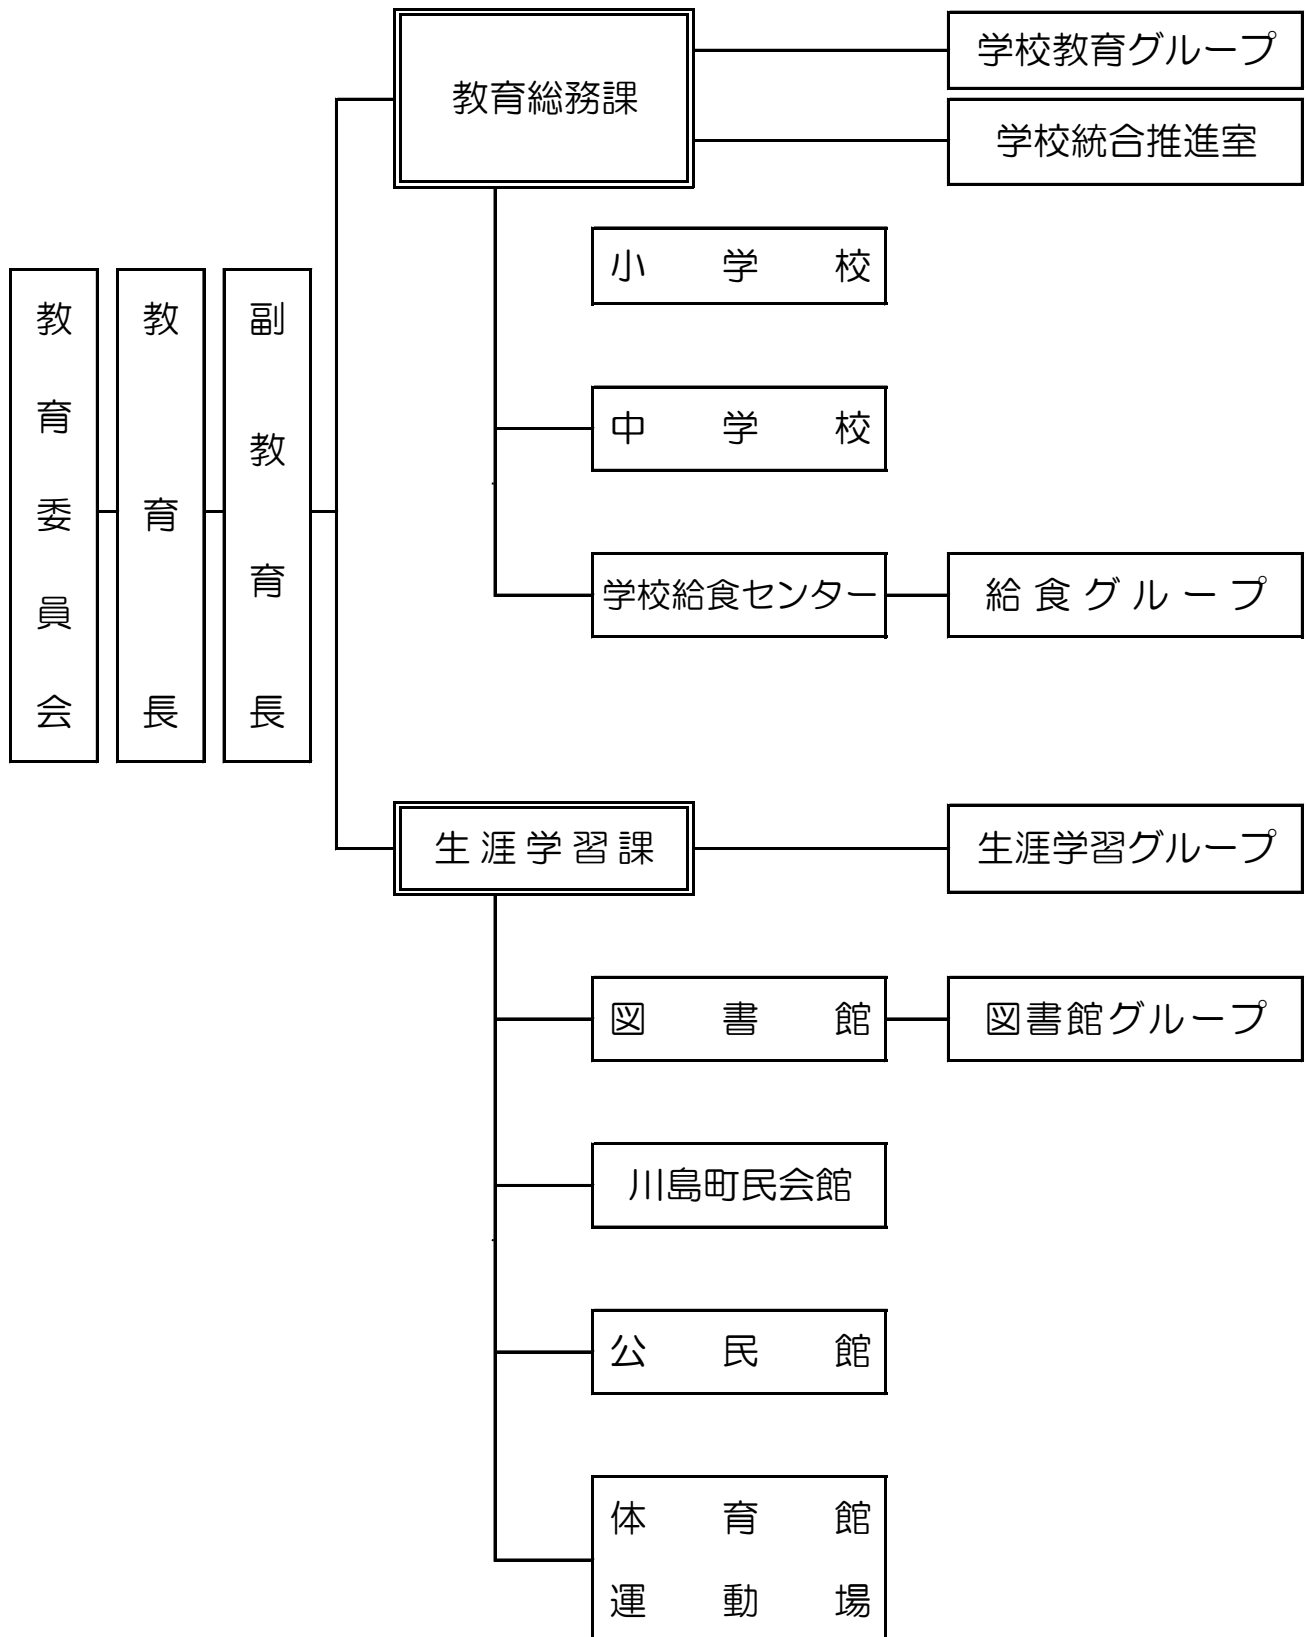 教育委員会
教育長
副教育長
教育総務課
学校教育グループ
学校統合推進室
小学校
中学校
学校給食センター
給食グループ
生涯学習課
生涯学習グループ
図書館
図書館グループ
川島町民会館
公民館
体育館
運動場